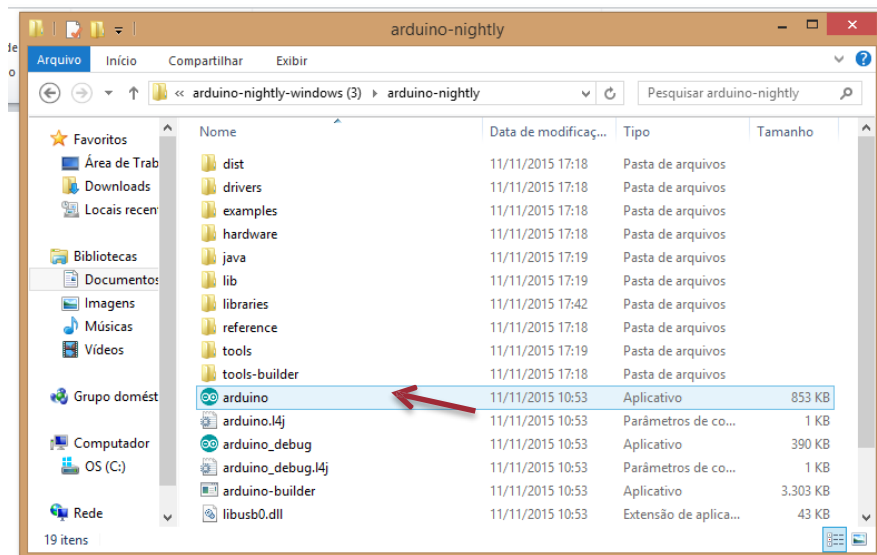 arduino-nightly
de
o
Arquivo Início Compartilhar Exibir
« arduino-nightly-windows (3) arduino-nightly
Pesquisar arduino-nightly
Nome Data de modificaç... Tipo Tamanho
Favoritos
Área de Trab
Downloads
Locais recen
Bibliotecas
Documentos
Imagens
Músicas
Vídeos
Grupo domést
Computador
OS (C:)
Rede
dist 11/11/2015 17:18 Pasta de arquivos
drivers 11/11/2015 17:18 Pasta de arquivos
examples 11/11/2015 17:18 Pasta de arquivos
hardware 11/11/2015 17:18 Pasta de arquivos
java 11/11/2015 17:19 Pasta de arquivos
lib 11/11/2015 17:19 Pasta de arquivos
libraries 11/11/2015 17:42 Pasta de arquivos
reference 11/11/2015 17:18 Pasta de arquivos
tools 11/11/2015 17:19 Pasta de arquivos
tools-builder 11/11/2015 17:18 Pasta de arquivos
arduino 11/11/2015 10:53 Aplicativo 853 KB
arduino.l4j 11/11/2015 10:53 Parâmetros de co... 1 KB
arduino_debug 11/11/2015 10:53 Aplicativo 390 KB
arduino_debug.l4j 11/11/2015 10:53 Parâmetros de co... 1 KB
arduino-builder 11/11/2015 10:53 Aplicativo 3.303 KB
libusb0.dll 11/11/2015 10:53 Extensão de aplica... 43 KB
19 itens